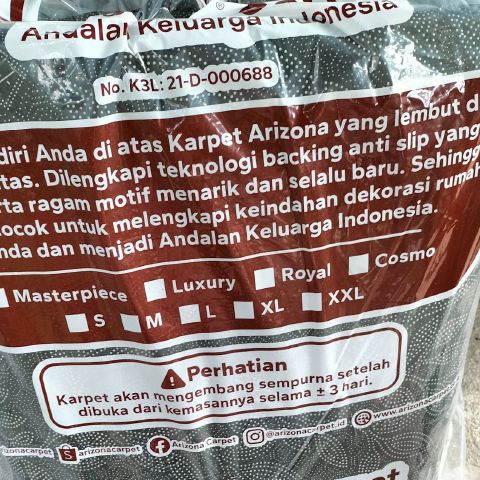 Andalan Keluarga Indonesia
No. K3L: 21-D-000688
diri Anda di atas Karpet Arizona yang lembut d
tas. Dilengkapi teknologi backing anti slip yang
rta ragam motif menarik dan selalu baru. Sehingg
ocok untuk melengkapi keindahan dekorasi rumah
nda dan menjadi Andalan Keluarga Indonesia.
Masterpiece Luxury Royal Cosmo
S M L XL XXL
Perhatian
Karpet akan mengembang sempurna setelah
dibuka dari kemasannya selama ± 3 hari.
arizonacarpet Arizona Carpet @arizonacarpet.id www.arizonacarpet